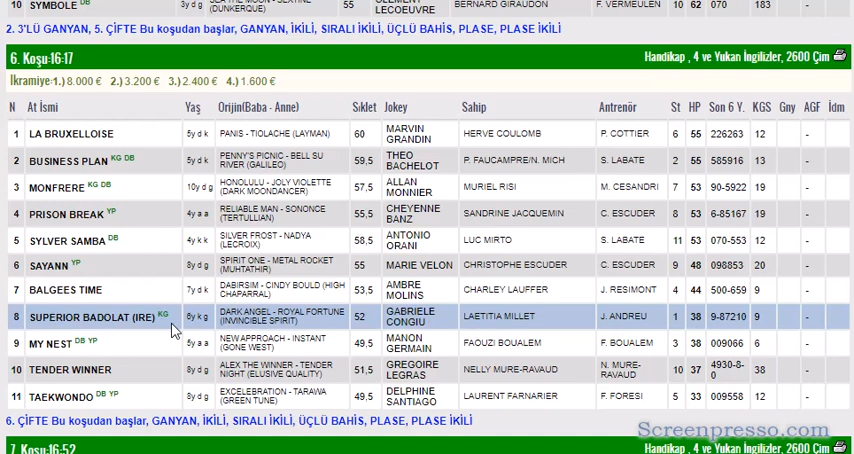 10 SYMBOLE DB 3y d g (DUNKERQUE) 55 LECOEUVRE BERNARD GIRAUDON F. VERMEULEN 10 62 070 183
2. 3'LÜ GANYAN, 5. ÇİFTE Bu koşudan başlar, GANYAN, İKİLİ, SIRALI İKİLİ, ÜÇLÜ BAHİS, PLASE, PLASE İKİLİ
6. Koşu:16:17 Handikap , 4 ve Yukarı İngilizler, 2600 Çim
İkramiye:1.) 8.000 € 2.) 3.200 € 3.) 2.400 € 4.) 1.600 €
N At İsmi Yaş Orijin(Baba - Anne) Sıklet Jokey Sahip Antrenör St HP Son 6 Y. KGS Gny AGF İdm
1 LA BRUXELLOISE 5y d k PANIS - TIOLACHE (LAYMAN) 60 MARVIN GRANDIN HERVE COULOMB P. COTTIER 6 55 226263 12 -
2 BUSINESS PLAN KG DB 5y d k PENNY'S PICNIC - BELL SU RIVER (GALILEO) 59,5 THEO BACHELOT P. FAUCAMPRE/N. MICH S. LABATE 2 55 585916 13 -
3 MONFRERE KG DB 10y d g HONOLULU - JOLY VIOLETTE (DARK MOONDANCER) 57,5 ALLAN MONNIER MURIEL RISI M. CESANDRI 7 53 90-5922 19 -
4 PRISON BREAK YP 4y a a RELIABLE MAN - SONONCE (TERTULLIAN) 55,5 CHEYENNE BANZ SANDRINE JACQUEMIN C. ESCUDER 8 53 6-85167 19 -
5 SYLVER SAMBA DB 4y k k SILVER FROST - NADYA (LECROIX) 58,5 ANTONIO ORANI LUC MIRTO S. LABATE 11 53 070-553 12 -
6 SAYANN YP 8y d g SPIRIT ONE - METAL ROCKET (MUHTATHIR) 55 MARIE VELON CHRISTOPHE ESCUDER C. ESCUDER 9 48 098853 20 -
7 BALGEES TIME 7y d k DABIRSIM - CINDY BOULD (HIGH CHAPARRAL) 53,5 AMBRE MOLINS CHARLEY LAUFFER J. RESIMONT 4 44 500-659 9 -
8 SUPERIOR BADOLAT (IRE) KG 6y k g DARK ANGEL - ROYAL FORTUNE (INVINCIBLE SPIRIT) 52 GABRIELE CONGIU LAETITIA MILLET J. ANDREU 1 38 9-87210 9 -
9 MY NEST DB YP 5y a a NEW APPROACH - INSTANT (GONE WEST) 49,5 MANON GERMAIN FAOUZI BOUALEM F. BOUALEM 3 38 009066 6 -
10 TENDER WINNER 8y d g ALEX THE WINNER - TENDER NIGHT (ELUSIVE QUALITY) 51,5 GREGOIRE LEGRAS NELLY MURE-RAVAUD N. MURE-RAVAUD 10 37 4930-8-0 38 -
11 TAEKWONDO DB YP 8y d g EXCELEBRATION - TARAWA (GREEN TUNE) 49,5 DELPHINE SANTIAGO LAURENT FARNARIER F. FORESI 5 33 009558 12 -
6. ÇİFTE Bu koşudan başlar, GANYAN, İKİLİ, SIRALI İKİLİ, ÜÇLÜ BAHİS, PLASE, PLASE İKİLİ
Screenpresso.com
7. Koşu:16:52 Handikap , 4 ve Yukarı İngilizler, 2600 Çim